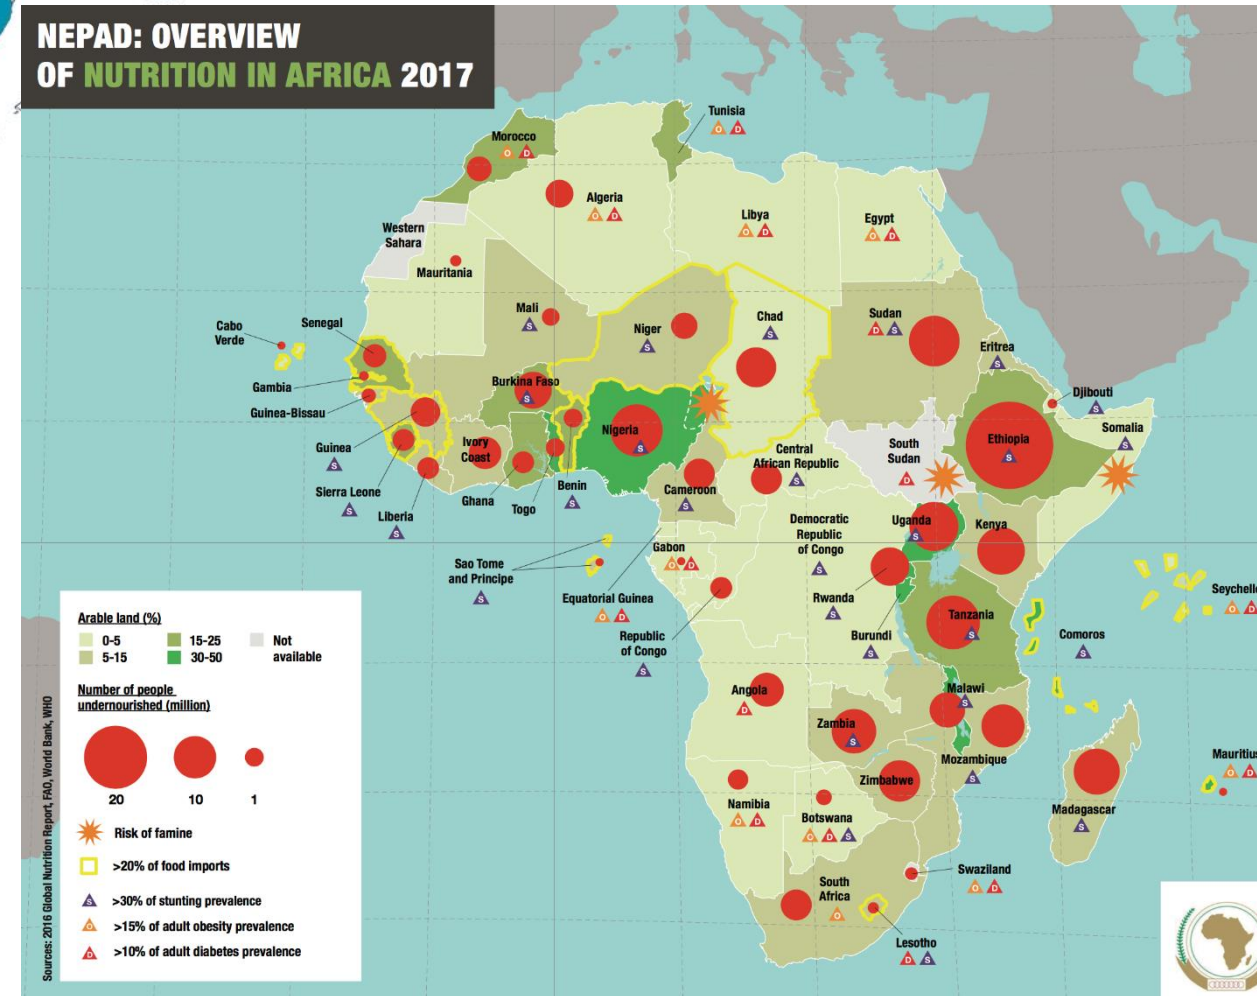 NEPAD: OVERVIEW
OF NUTRITION IN AFRICA 2017
Tunisia
O D
Morocco
O D
Algeria
O D
Libya
O D
Egypt
O D
Western
Sahara
Mauritania
Cabo
Verde
Senegal
Mali
S
Niger
S
Chad
S
Sudan
D S
Eritrea
S
Gambia
Guinea-Bissau
Burkina Faso
S
Djibouti
S
Guinea
S
Ivory
Coast
Nigeria
S
Somalia
S
South
Sudan
D
Ethiopia
S
Central
African Republic
S
Sierra Leone
S
Liberia
S
Ghana
Togo
Benin
S
Cameroon
S
Democratic
Republic
of Congo
S
Uganda
S
Kenya
Sao Tome
and Principe
S
Gabon
O D
Equatorial Guinea
O D
Rwanda
S
Seychelle
O D
Republic
of Congo
S
Burundi
S
Tanzania
S
Comoros
S
Angola
D
Malawi
S
Zambia
S
Mozambique
S
Zimbabwe
Mauritius
O D
Namibia
O D
Botswana
O D S
Madagascar
S
South
Africa
O
Swaziland
O D
Lesotho
D S
Arable land (%)
0-5
15-25
Not
available
5-15
30-50
Number of people
undernourished (million)
20
10
1
Risk of famine
>20% of food imports
S >30% of stunting prevalence
O >15% of adult obesity prevalence
D >10% of adult diabetes prevalence
Sources: 2016 Global Nutrition Report, FAO, World Bank, WHO